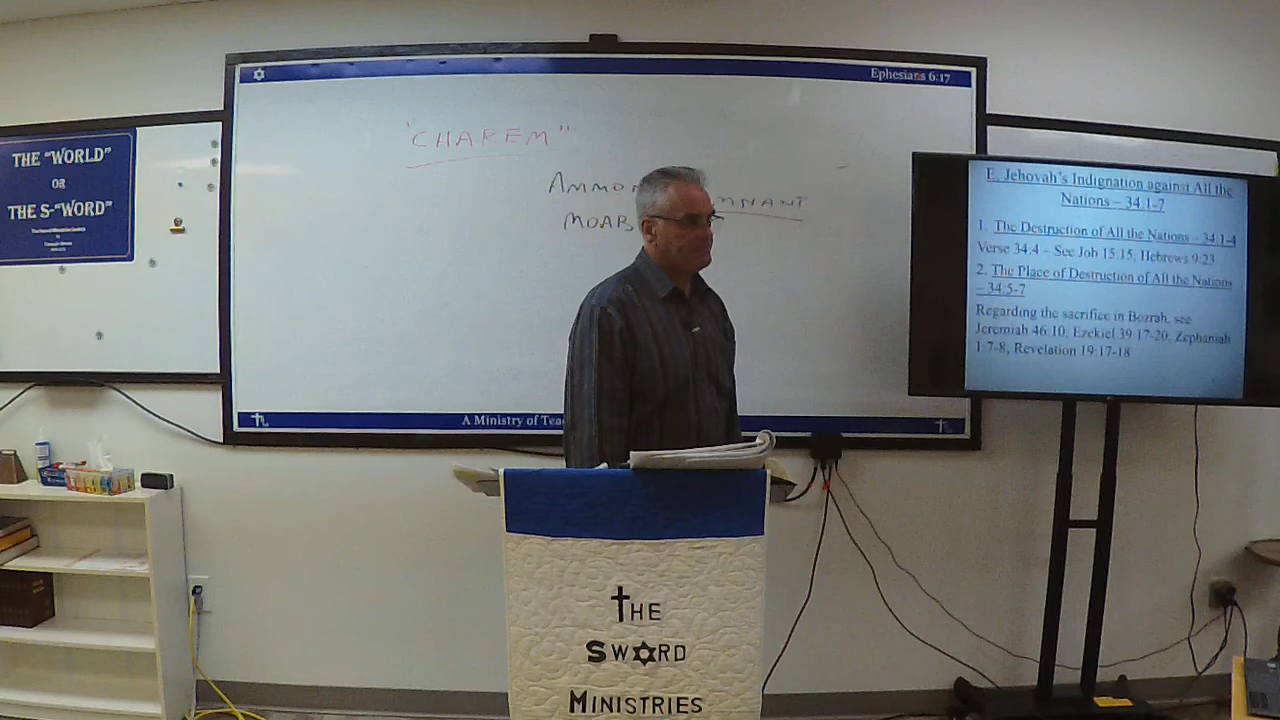 Ephesians 6:17
"CHAREM"
AMMON
MNANT
MOAB
A Ministry of Tea
THE "WORLD"
OR
THE S-"WORD"
E. Jehovah's Indignation against All the
Nations – 34.1-7
1. The Destruction of All the Nations – 34.1-4
Verse 34.4 – See Job 15:15, Hebrews 9:23
2. The Place of Destruction of All the Nations
– 34:5-7
Regarding the sacrifice in Bozrah, see
Jeremiah 46:10, Ezekiel 39:17-20, Zephaniah
1:7-8, Revelation 19:17-18
THE
SWORD
MINISTRIES